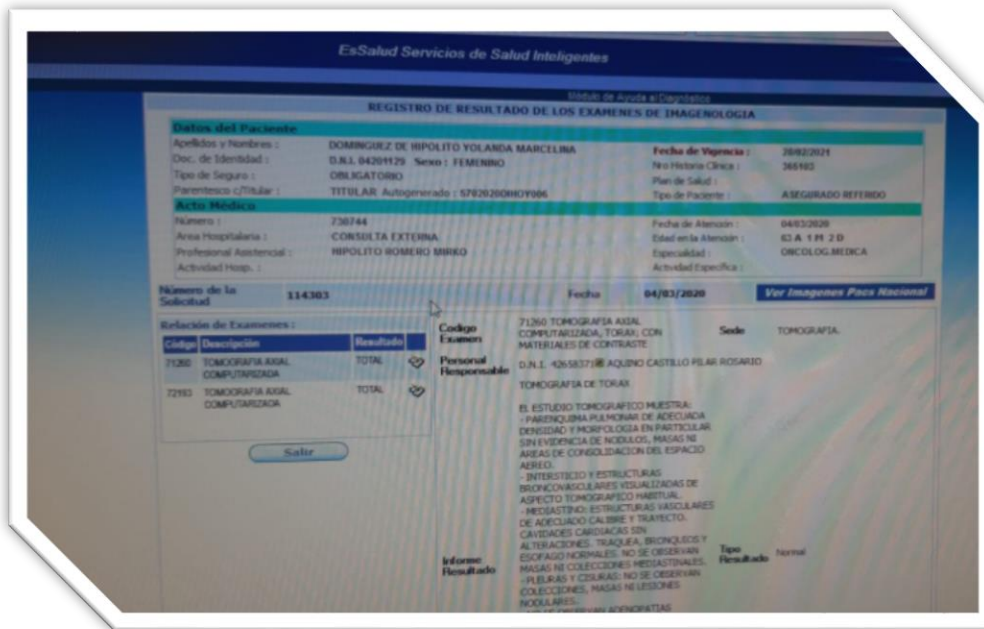 EsSalud Servicios de Salud Inteligentes
Módulo de Ayuda al Diagnóstico
REGISTRO DE RESULTADO DE LOS EXAMENES DE IMAGENOLOGIA
Datos del Paciente
Apellidos y Nombres : DOMINGUEZ DE HIPOLITO YOLANDA MARCELINA Fecha de Vigencia : 28/02/2021
Doc. de Identidad : D.N.I. 04201129 Sexo : FEMENINO Nro Historia Clínica : 365103
Tipo de Seguro : OBLIGATORIO Plan de Salud :
Parentesco c/Titular : TITULAR Autogenerado : Tipo de Paciente : ASEGURADO REFERIDO
Acto Médico
Número : 730744 Fecha de Atención : 04/03/2020
Area Hospitalaria : CONSULTA EXTERNA Edad en la Atención : 63 A 1 M 2 D
Profesional Asistencial : HIPOLITO ROMERO MIRKO Especialidad : ONCOLOG.MEDICA
Actividad Hosp. : Actividad Específica :
Número de la Solicitud 114303 Fecha 04/03/2020 Ver Imagenes Pacs Nacional
Relación de Examenes :
Código Descripción Resultado
71260 TOMOGRAFIA AXIAL COMPUTARIZADA TOTAL
72193 TOMOGRAFIA AXIAL COMPUTARIZADA TOTAL
Salir
Codigo Examen
71260 TOMOGRAFIA AXIAL
COMPUTARIZADA, TORAX; CON
MATERIALES DE CONTRASTE
Sede TOMOGRAFIA.
Personal Responsable
D.N.I. AQUINO CASTILLO PILAR ROSARIO
TOMOGRAFIA DE TORAX
Informe Resultado
EL ESTUDIO TOMOGRAFICO MUESTRA:
- PARENQUIMA PULMONAR DE ADECUADA
DENSIDAD Y MORFOLOGIA EN PARTICULAR
SIN EVIDENCIA DE NODULOS, MASAS NI
AREAS DE CONSOLIDACION DEL ESPACIO
AEREO.
- INTERSTICIO Y ESTRUCTURAS
BRONCOVASCULARES VISUALIZADAS DE
ASPECTO TOMOGRAFICO HABITUAL.
- MEDIASTINO: ESTRUCTURAS VASCULARES
DE ADECUADO CALIBRE Y TRAYECTO.
CAVIDADES CARDIACAS SIN
ALTERACIONES. TRAQUEA, BRONQUIOS Y
ESOFAGO NORMALES. NO SE OBSERVAN
MASAS NI COLECCIONES MEDIASTINALES.
- PLEURAS Y CISURAS: NO SE OBSERVAN
COLECCIONES, MASAS NI LESIONES
NODULARES.
OBSERVAN ADENOPATIAS
Tipo Resultado Normal